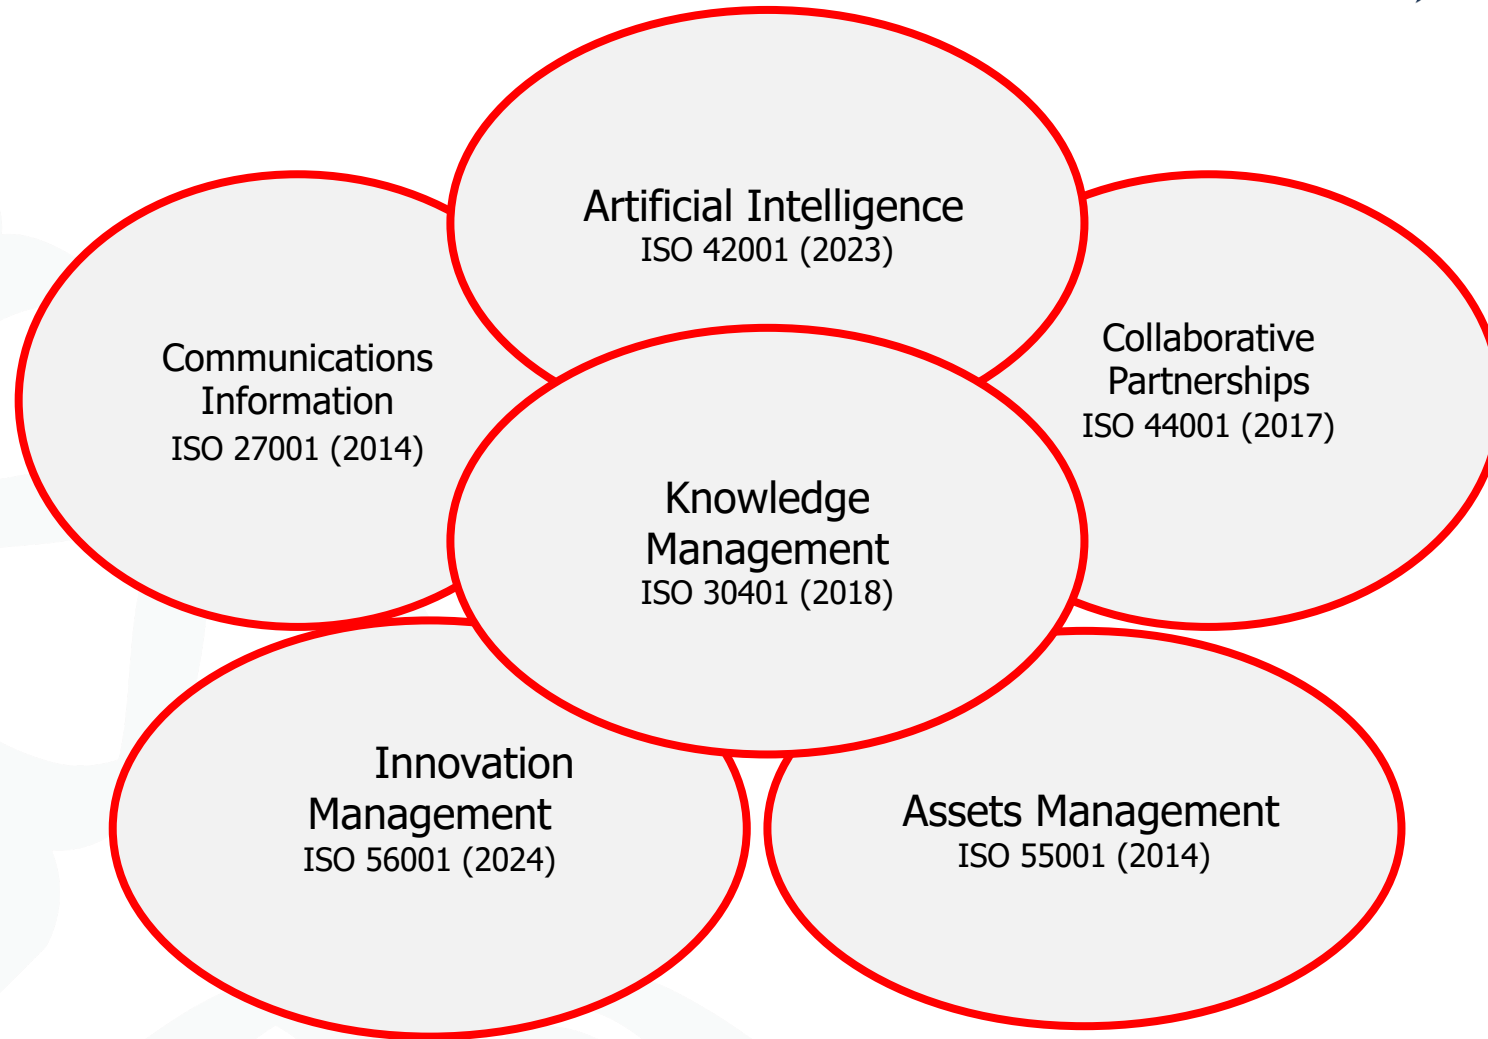 Artificial Intelligence
ISO 42001 (2023)
Communications
Information
ISO 27001 (2014)
Collaborative
Partnerships
ISO 44001 (2017)
Knowledge
Management
ISO 30401 (2018)
Innovation
Management
ISO 56001 (2024)
Assets Management
ISO 55001 (2014)